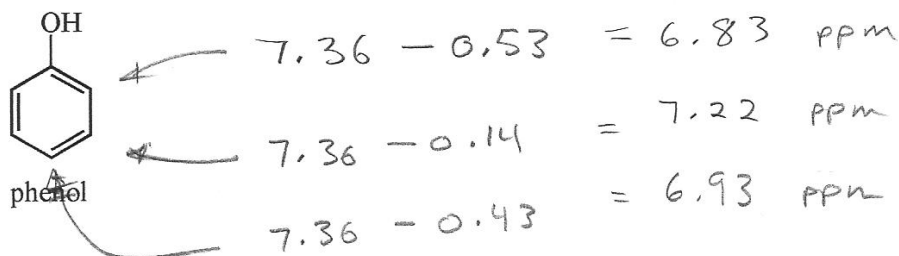 OH
7.36 - 0.53 = 6.83 ppm
7.36 - 0.14 = 7.22 ppm
phenol
7.36 - 0.43 = 6.93 ppm